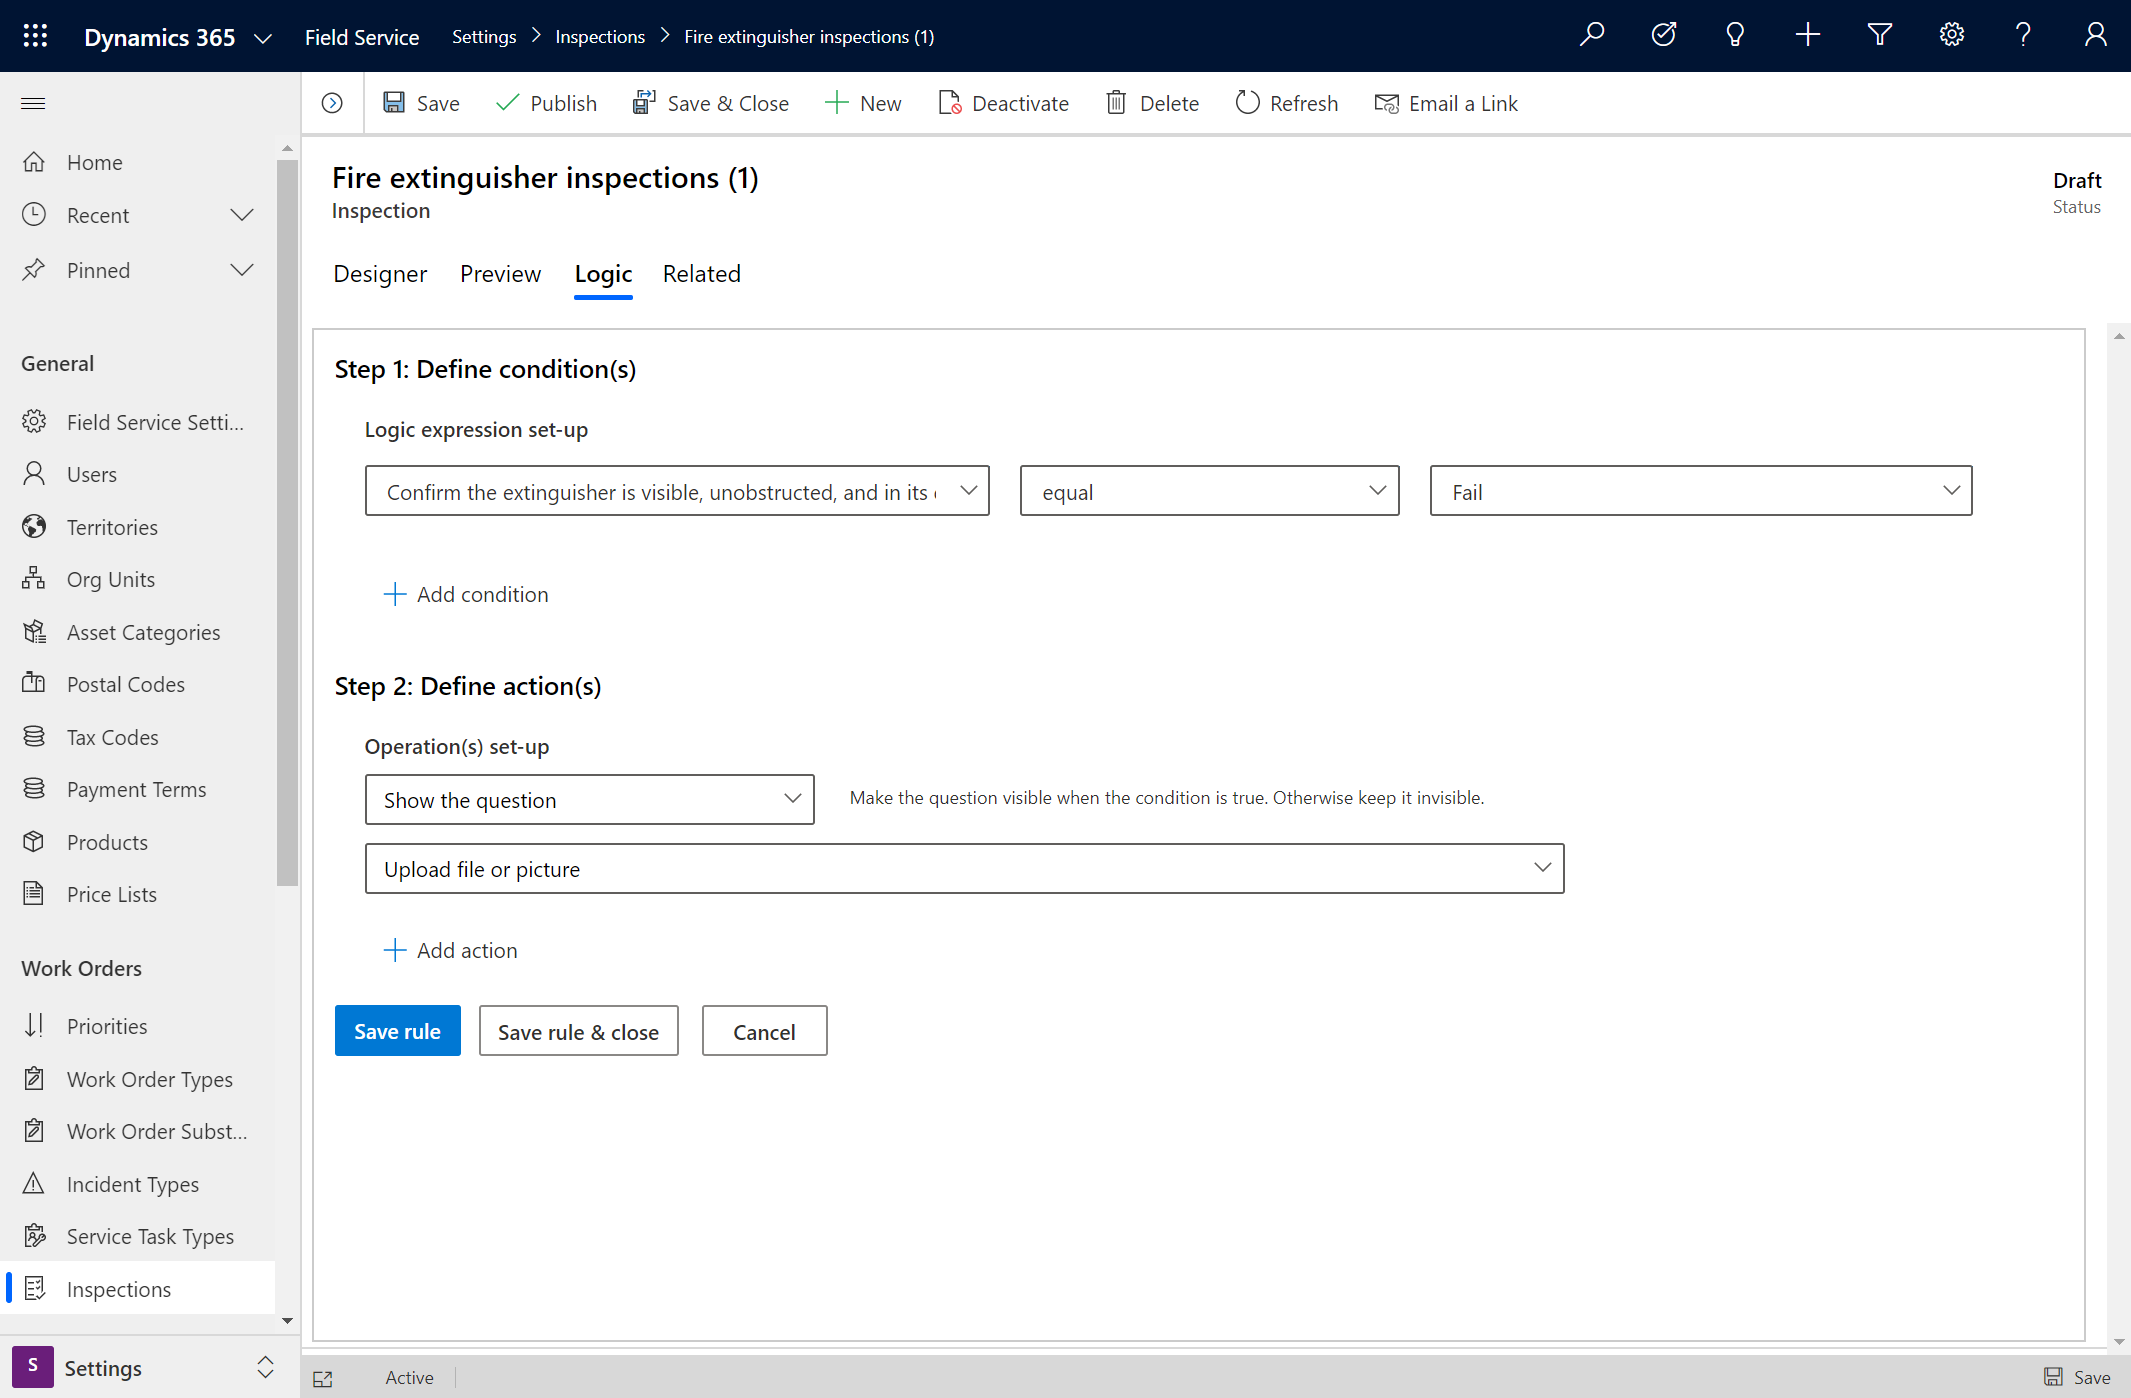 Dynamics 365 Field Service Settings Inspections Fire extinguisher inspections (1)
Save Publish Save & Close New Deactivate Delete Refresh Email a Link
Home
Recent
Pinned
General
Field Service Setti...
Users
Territories
Org Units
Asset Categories
Postal Codes
Tax Codes
Payment Terms
Products
Price Lists
Work Orders
Priorities
Work Order Types
Work Order Subst...
Incident Types
Service Task Types
Inspections
S Settings
Fire extinguisher inspections (1)
Inspection
Draft
Status
Designer Preview Logic Related
Step 1: Define condition(s)
Logic expression set-up
Confirm the extinguisher is visible, unobstructed, and in its equal Fail
Add condition
Step 2: Define action(s)
Operation(s) set-up
Show the question Make the question visible when the condition is true. Otherwise keep it invisible.
Upload file or picture
Add action
Save rule Save rule & close Cancel
Active Save